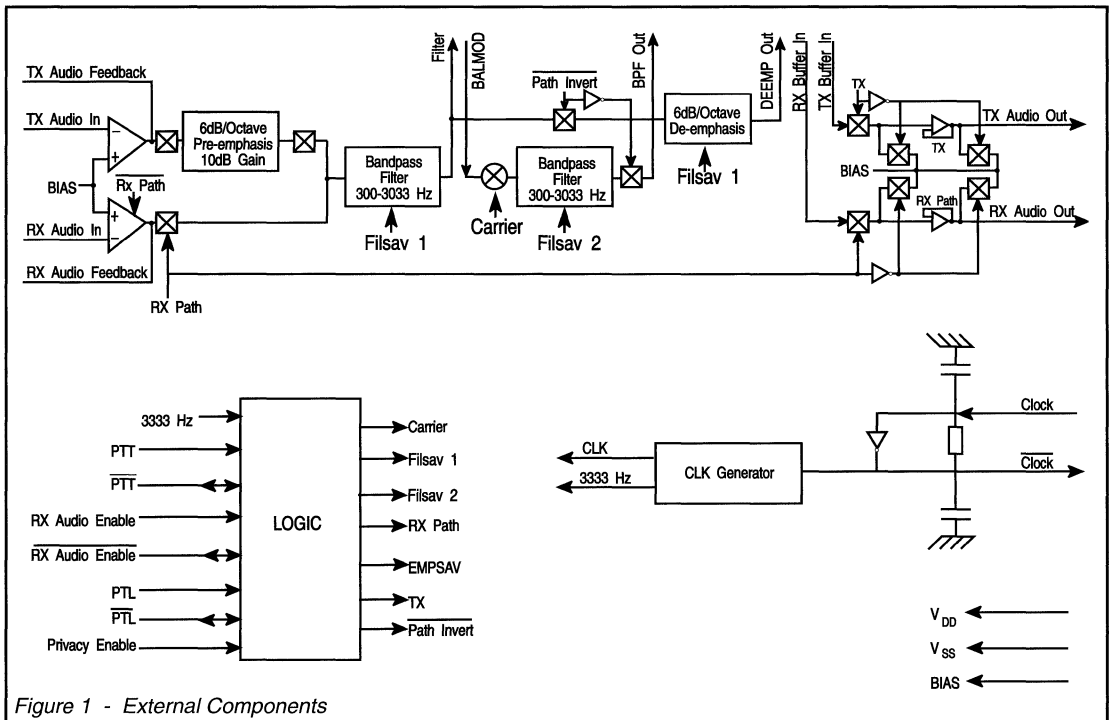 Filter
BALMOD
BPF Out
DEEMP Out
RX Buffer In
TX Buffer In
TX Audio Feedback
TX Audio In
BIAS
Rx Path
RX Audio In
RX Audio Feedback
RX Path
6dB/Octave
Pre-emphasis
10dB Gain
Bandpass
Filter
300-3033 Hz
Filsav 1
Carrier
Path Invert
Bandpass
Filter
300-3033 Hz
Filsav 2
6dB/Octave
De-emphasis
Filsav 1
TX
TX Audio Out
TX
BIAS
RX Path
RX Audio Out
3333 Hz
PTT
PTT
RX Audio Enable
RX Audio Enable
PTL
PTL
Privacy Enable
LOGIC
Carrier
Filsav 1
Filsav 2
RX Path
EMPSAV
TX
Path Invert
CLK
3333 Hz
CLK Generator
Clock
Clock
VDD
VSS
BIAS
Figure 1 - External Components